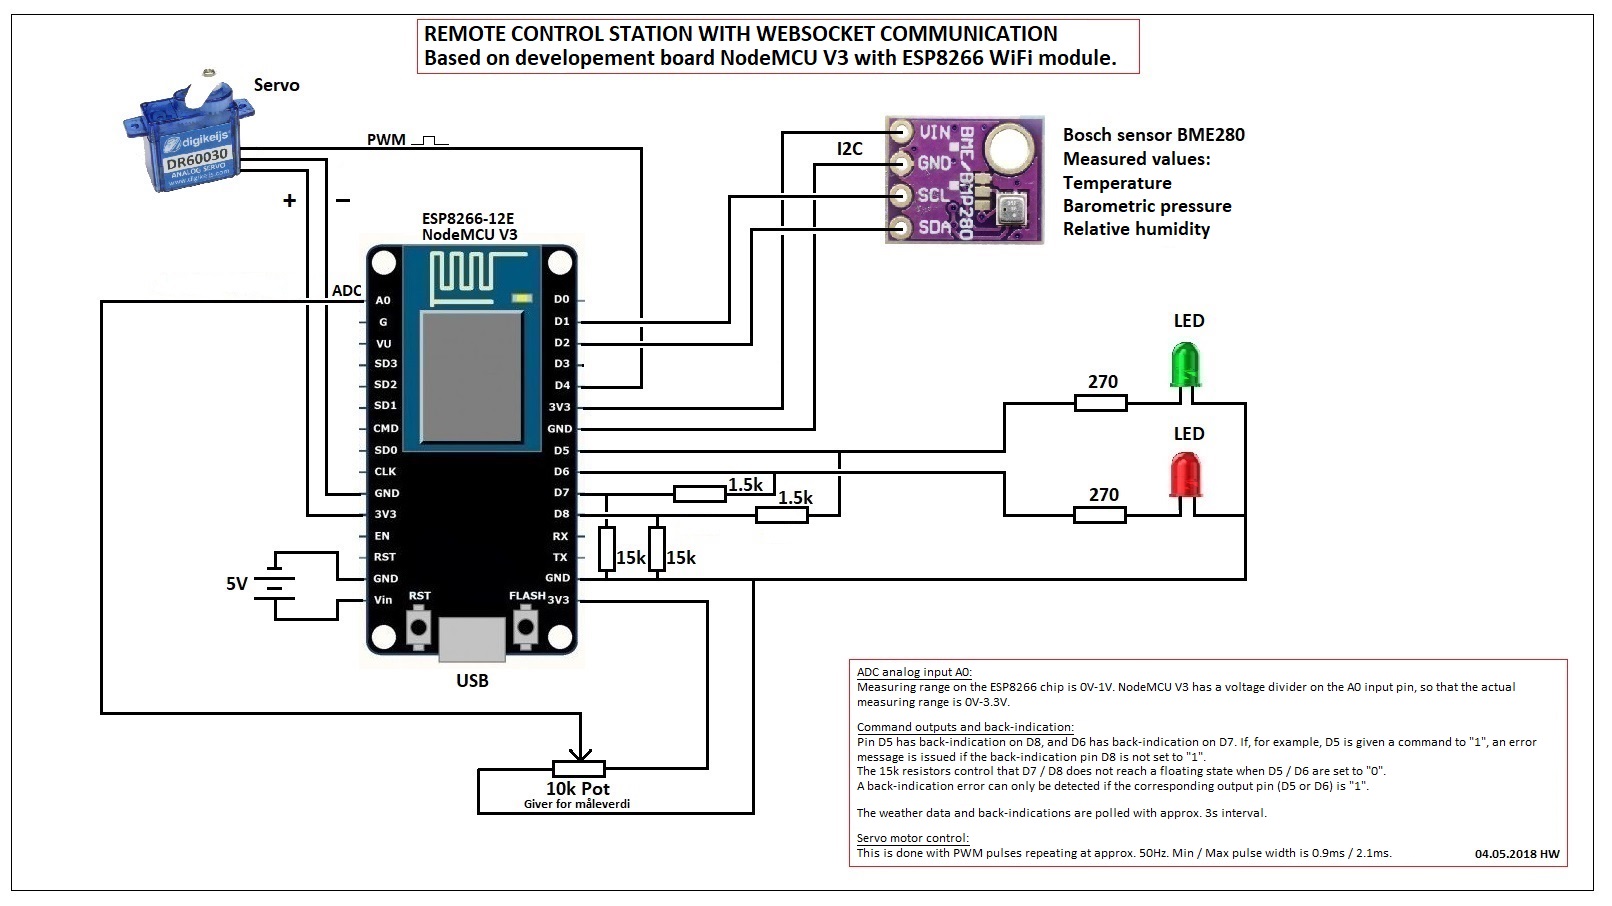 REMOTE CONTROL STATION WITH WEBSOCKET COMMUNICATION
Based on developement board NodeMCU V3 with ESP8266 WiFi module.
Servo
digikeijs
DR60030
ANALOG SERVO
www.digikeijs.com
PWM
+
−
I2C
VIN
GND
SCL
SDA
BME/BMP280
Bosch sensor BME280
Measured values:
Temperature
Barometric pressure
Relative humidity
ESP8266-12E
NodeMCU V3
ADC
A0
G
VU
SD3
SD2
SD1
CMD
SD0
CLK
GND
3V3
EN
RST
GND
Vin
D0
D1
D2
D3
D4
3V3
GND
D5
D6
D7
D8
RX
TX
GND
3V3
RST
FLASH
USB
5V
LED
270
LED
270
1.5k
1.5k
15k
15k
10k Pot
Giver for måleverdi
ADC analog input A0:
Measuring range on the ESP8266 chip is 0V-1V. NodeMCU V3 has a voltage divider on the A0 input pin, so that the actual
measuring range is 0V-3.3V.
Command outputs and back-indication:
Pin D5 has back-indication on D8, and D6 has back-indication on D7. If, for example, D5 is given a command to "1", an error
message is issued if the back-indication pin D8 is not set to "1".
The 15k resistors control that D7 / D8 does not reach a floating state when D5 / D6 are set to "0".
A back-indication error can only be detected if the corresponding output pin (D5 or D6) is "1".
The weather data and back-indications are polled with approx. 3s interval.
Servo motor control:
This is done with PWM pulses repeating at approx. 50Hz. Min / Max pulse width is 0.9ms / 2.1ms.
04.05.2018 HW